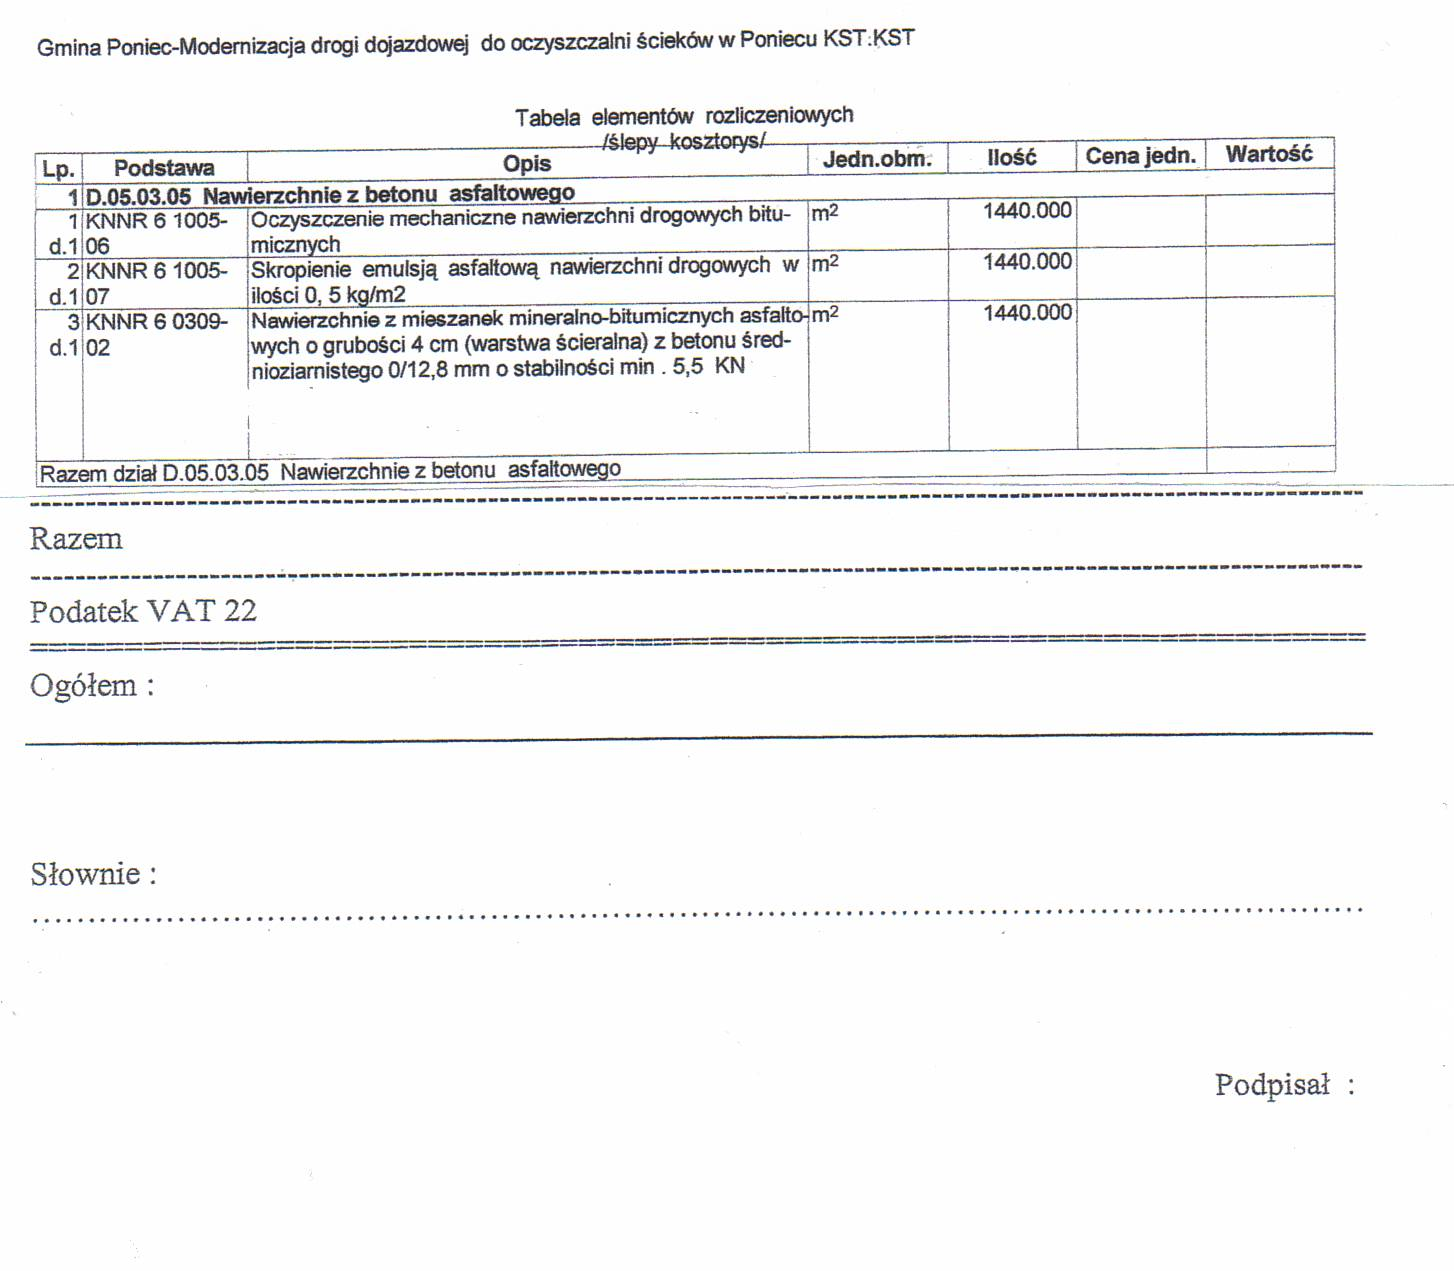 Gmina Poniec-Modernizacja drogi dojazdowej do oczyszczalni ścieków w Poniecu KST:KST
Tabela elementów rozliczeniowych
/ślepy kosztorys/
Lp. Podstawa Opis Jedn.obm. Ilość Cena jedn. Wartość
1 D.05.03.05 Nawierzchnie z betonu asfaltowego
1 KNNR 6 1005- Oczyszczenie mechaniczne nawierzchni drogowych bitu- m2 1440.000
d.1 06 micznych
2 KNNR 6 1005- Skropienie emulsją asfaltową nawierzchni drogowych w m2 1440.000
d.1 07 ilości 0, 5 kg/m2
3 KNNR 6 0309- Nawierzchnie z mieszanek mineralno-bitumicznych asfalto- m2 1440.000
d.1 02 wych o grubości 4 cm (warstwa ścieralna) z betonu śred-
nioziarnistego 0/12,8 mm o stabilności min . 5,5 KN
Razem dział D.05.03.05 Nawierzchnie z betonu asfaltowego
Razem
Podatek VAT 22
Ogółem :
Słownie :
Podpisał :